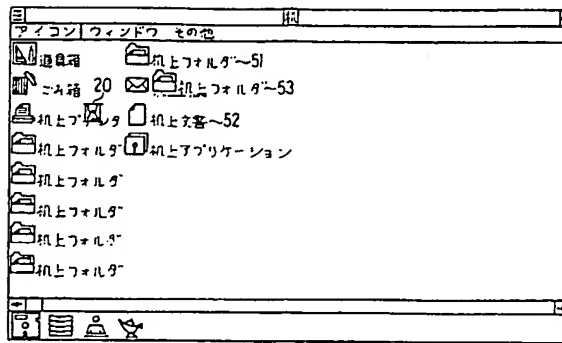 机
アイコン ウィンドウ その他
道具箱 机上フォルダ~51
ごみ箱 20 机上フォルダ~53
机上プリンタ 机上文書~52
机上フォルダ 机上アプリケーション
机上フォルダ
机上フォルダ
机上フォルダ
机上フォルダ